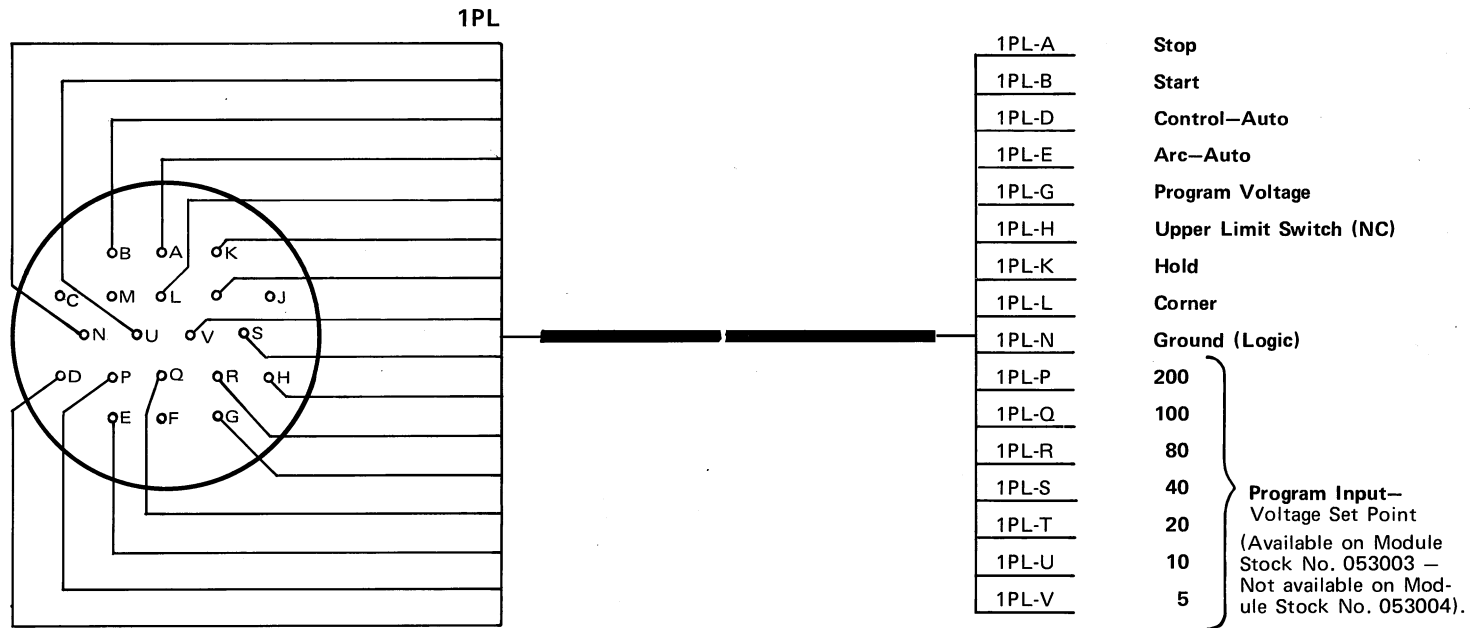 1PL
B A K
C M L J
N U V S
D P Q R H
E F G
1PL-A Stop
1PL-B Start
1PL-D Control—Auto
1PL-E Arc—Auto
1PL-G Program Voltage
1PL-H Upper Limit Switch (NC)
1PL-K Hold
1PL-L Corner
1PL-N Ground (Logic)
1PL-P 200
1PL-Q 100
1PL-R 80
1PL-S 40
1PL-T 20
1PL-U 10
1PL-V 5
Program Input—
Voltage Set Point
(Available on Module
Stock No. 053003 —
Not available on Mod-
ule Stock No. 053004).